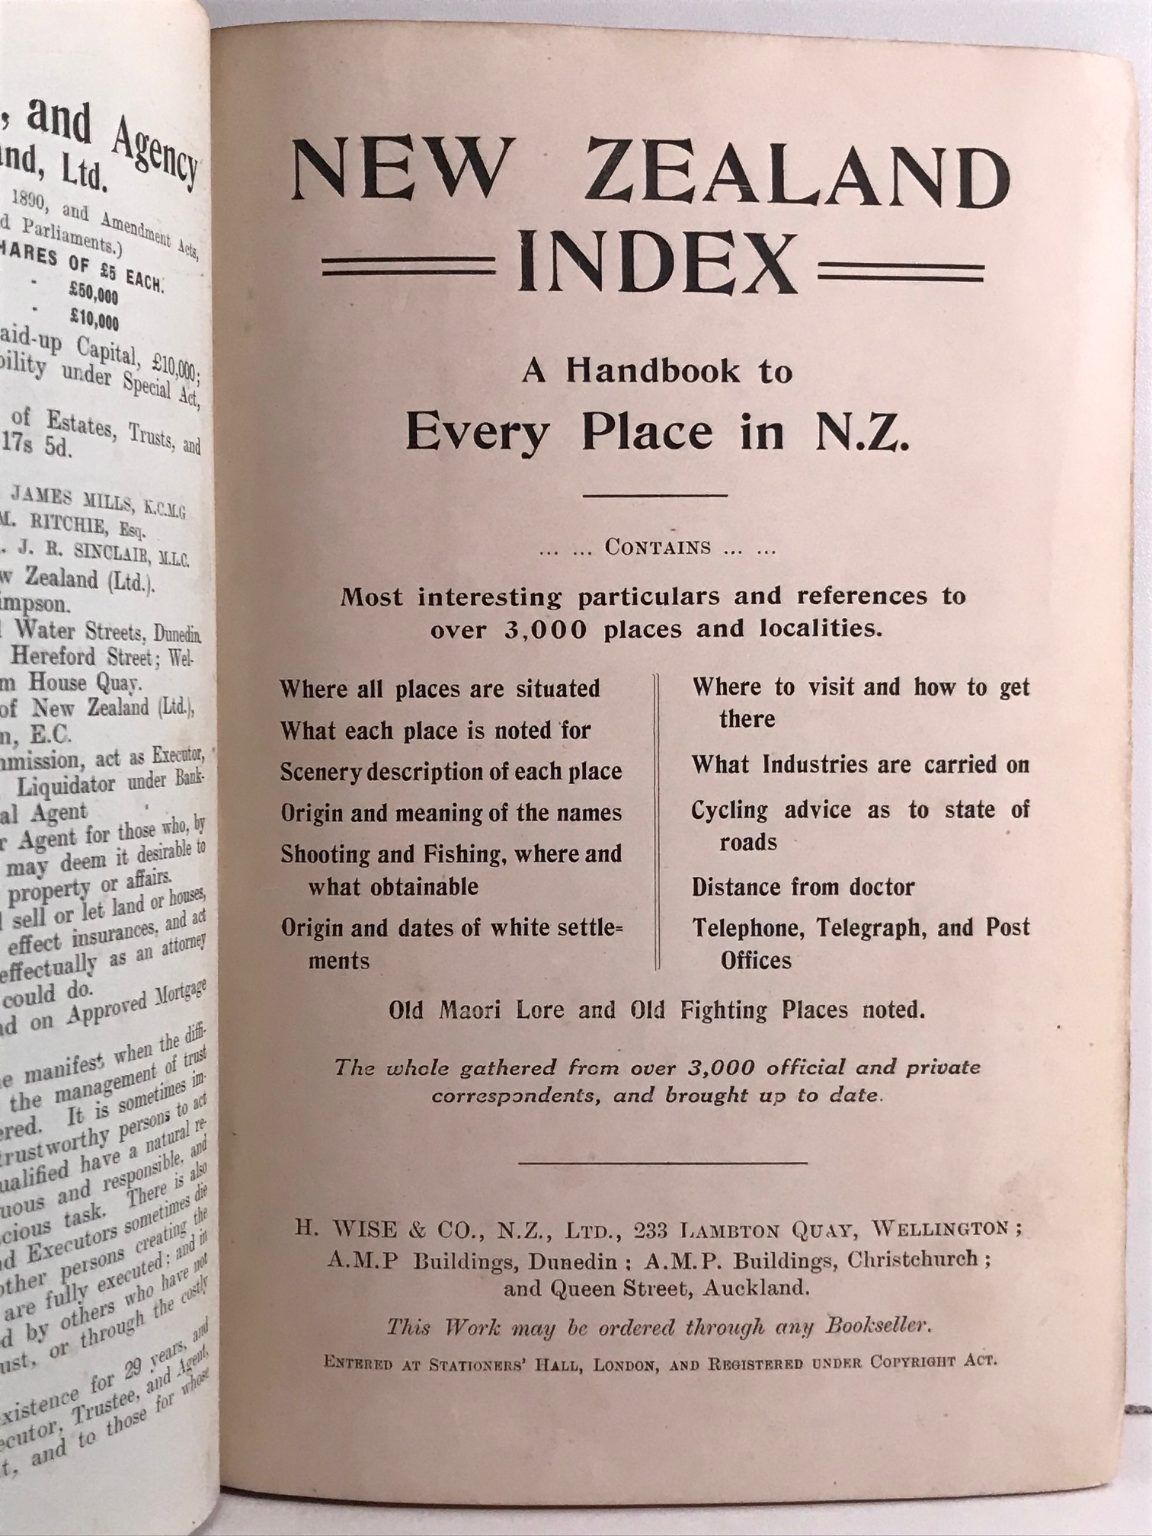 , and Agency
and, Ltd.
1890, and Amendment Acts,
d Parliaments.)
HARES OF £5 EACH.
- £50,000
- £10,000
aid-up Capital, £10,000;
bility under Special Act,
of Estates, Trusts, and
17s 5d.
JAMES MILLS, K.C.M.G
M. RITCHIE, Esq.
. J. R. SINCLAIR, M.L.C.
w Zealand (Ltd.).
impson.
l Water Streets, Dunedin,
Hereford Street; Wel-
m House Quay.
of New Zealand (Ltd.),
n, E.C.
mmission, act as Executor,
Liquidator under Bank-
al Agent
r Agent for those who, by
may deem it desirable to
property or affairs.
l sell or let land or houses,
effect insurances, and act
effectually as an attorney
could do.
nd on Approved Mortgage
e manifest when the diffi-
the management of trust
ered. It is sometimes im-
trustworthy persons to act
ualified have a natural re-
uous and responsible, and
cious task. There is also
d Executors sometimes die
other persons creating the
are fully executed; and in
d by others who have not
ust, or through the costly
xistence for 29 years, and
ecutor, Trustee, and Agent,
t, and to those for whose
NEW ZEALAND
INDEX
A Handbook to
Every Place in N.Z.
... ... CONTAINS ... ...
Most interesting particulars and references to
over 3,000 places and localities.
Where all places are situated
What each place is noted for
Scenery description of each place
Origin and meaning of the names
Shooting and Fishing, where and
what obtainable
Origin and dates of white settle=
ments
Where to visit and how to get
there
What Industries are carried on
Cycling advice as to state of
roads
Distance from doctor
Telephone, Telegraph, and Post
Offices
Old Maori Lore and Old Fighting Places noted.
The whole gathered from over 3,000 official and private
correspondents, and brought up to date.
H. WISE & CO., N.Z., LTD., 233 LAMBTON QUAY, WELLINGTON;
A.M.P Buildings, Dunedin; A.M.P. Buildings, Christchurch;
and Queen Street, Auckland.
This Work may be ordered through any Bookseller.
ENTERED AT STATIONERS' HALL, LONDON, AND REGISTERED UNDER COPYRIGHT ACT.